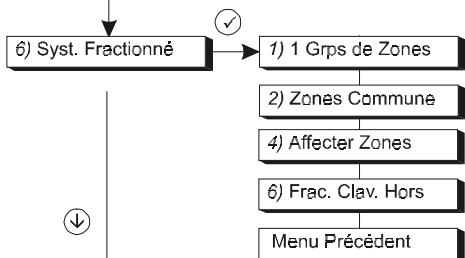 6) Syst. Fractionné
1) 1 Grps de Zones
2) Zones Commune
4) Affecter Zones
6) Frac. Clav. Hors
Menu Précédent